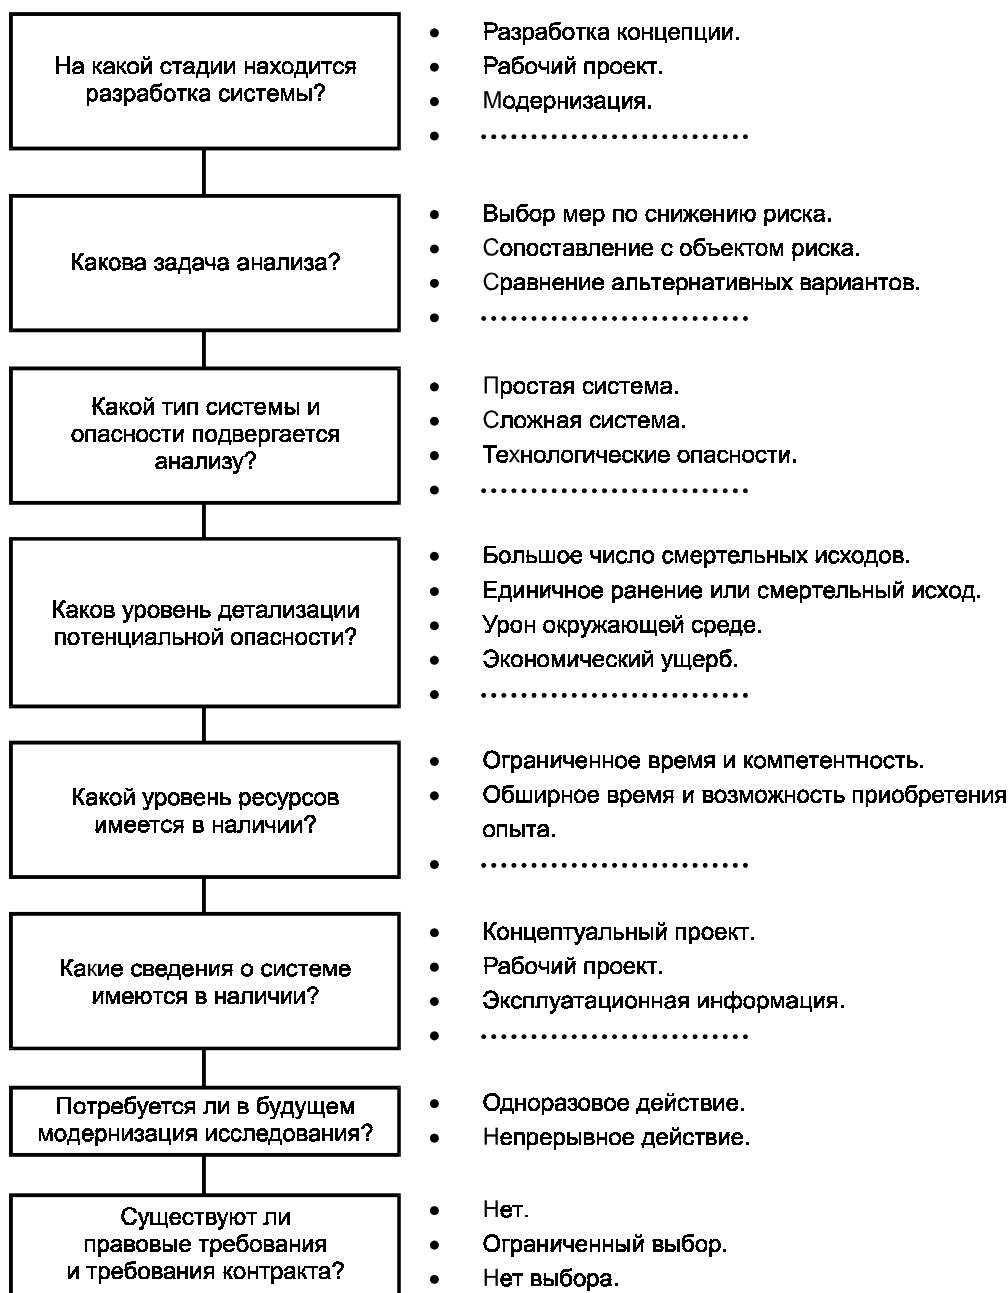 На какой стадии находится
разработка системы?
• Разработка концепции.
• Рабочий проект.
• Модернизация.
• ...........................
Какова задача анализа?
• Выбор мер по снижению риска.
• Сопоставление с объектом риска.
• Сравнение альтернативных вариантов.
• ...........................
Какой тип системы и
опасности подвергается
анализу?
• Простая система.
• Сложная система.
• Технологические опасности.
• ...........................
Каков уровень детализации
потенциальной опасности?
• Большое число смертельных исходов.
• Единичное ранение или смертельный исход.
• Урон окружающей среде.
• Экономический ущерб.
• ...........................
Какой уровень ресурсов
имеется в наличии?
• Ограниченное время и компетентность.
• Обширное время и возможность приобретения
опыта.
• ...........................
Какие сведения о системе
имеются в наличии?
• Концептуальный проект.
• Рабочий проект.
• Эксплуатационная информация.
• ...........................
Потребуется ли в будущем
модернизация исследования?
• Одноразовое действие.
• Непрерывное действие.
Существуют ли
правовые требования
и требования контракта?
• Нет.
• Ограниченный выбор.
• Нет выбора.